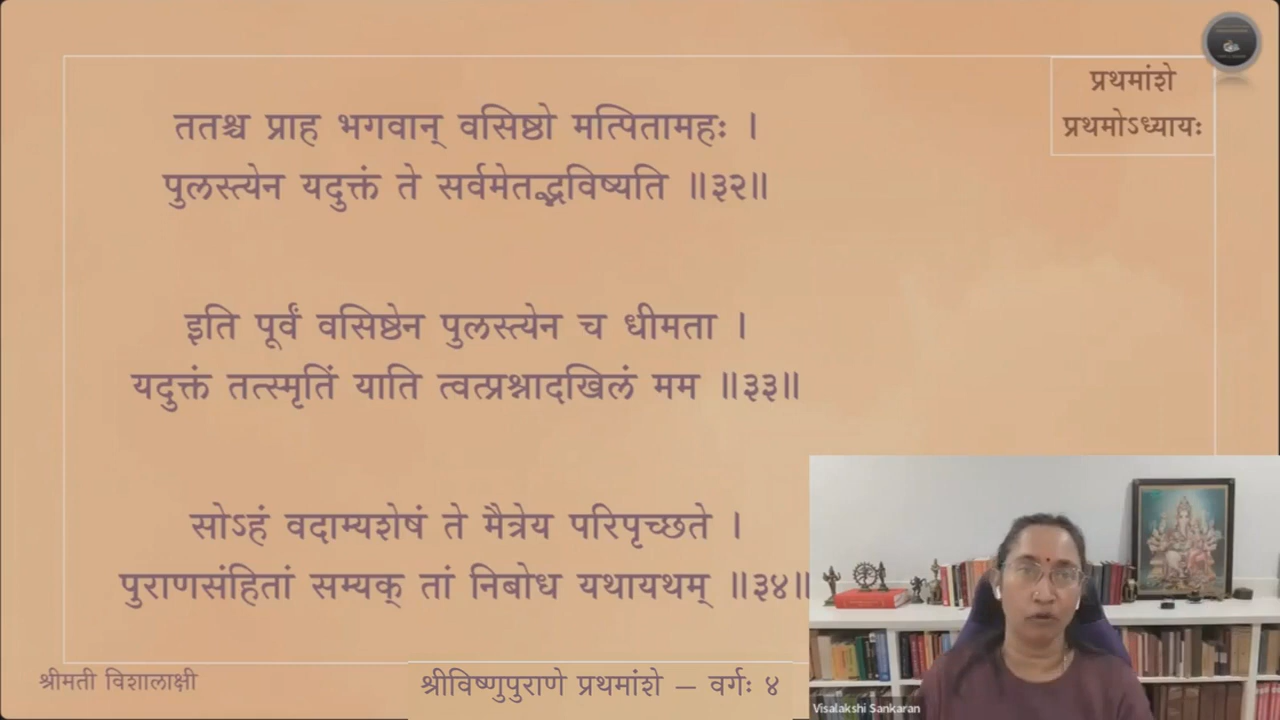 प्रथमांशे
प्रथमोऽध्यायः
ततश्च प्राह भगवान् वसिष्ठो मत्पितामहः ।
पुलस्त्येन यदुक्तं ते सर्वमेतद्भविष्यति ॥३२॥
इति पूर्वं वसिष्ठेन पुलस्त्येन च धीमता ।
यदुक्तं तत्स्मृतिं याति त्वत्प्रश्नादखिलं मम ॥३३॥
सोऽहं वदाम्यशेषं ते मैत्रेय परिपृच्छते ।
पुराणसंहितां सम्यक् तां निबोध यथायथम् ॥३४॥
श्रीमती विशालाक्षी
श्रीविष्णुपुराणे प्रथमांशे – वर्गः ४
Visalakshi Sankaran